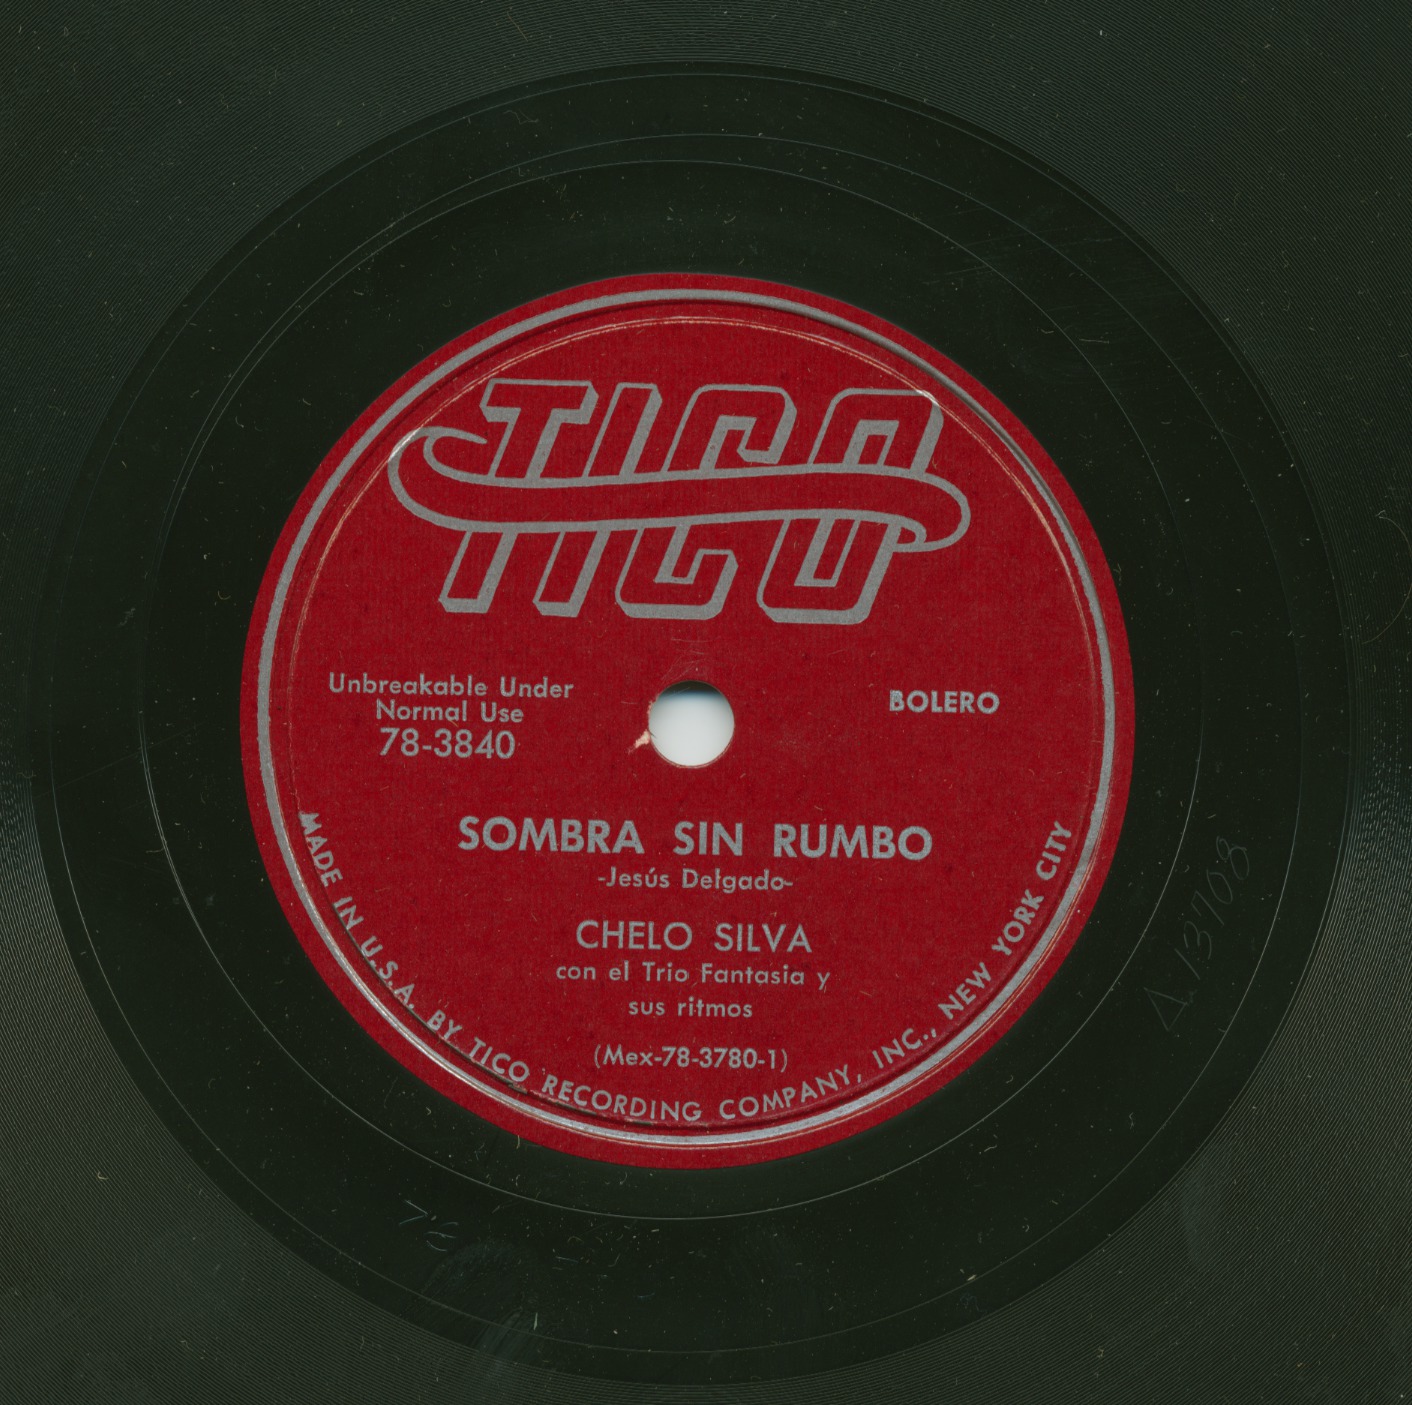 TICO
Unbreakable Under
Normal Use
78-3840
BOLERO
SOMBRA SIN RUMBO
-Jesús Delgado-
CHELO SILVA
con el Trio Fantasia y
sus ritmos
(Mex-78-3780-1)
MADE IN U.S.A. BY TICO RECORDING COMPANY, INC., NEW YORK CITY
A 13708